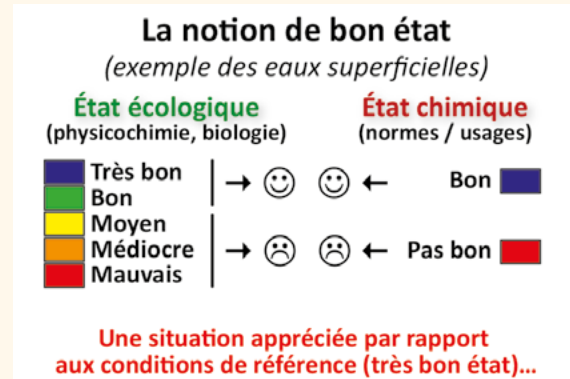 La notion de bon état
(exemple des eaux superficielles)
État écologique
(physicochimie, biologie)
État chimique
(normes / usages)
Très bon
Bon
Moyen
Médiocre
Mauvais
Bon
Pas bon
Une situation appréciée par rapport
aux conditions de référence (très bon état)...